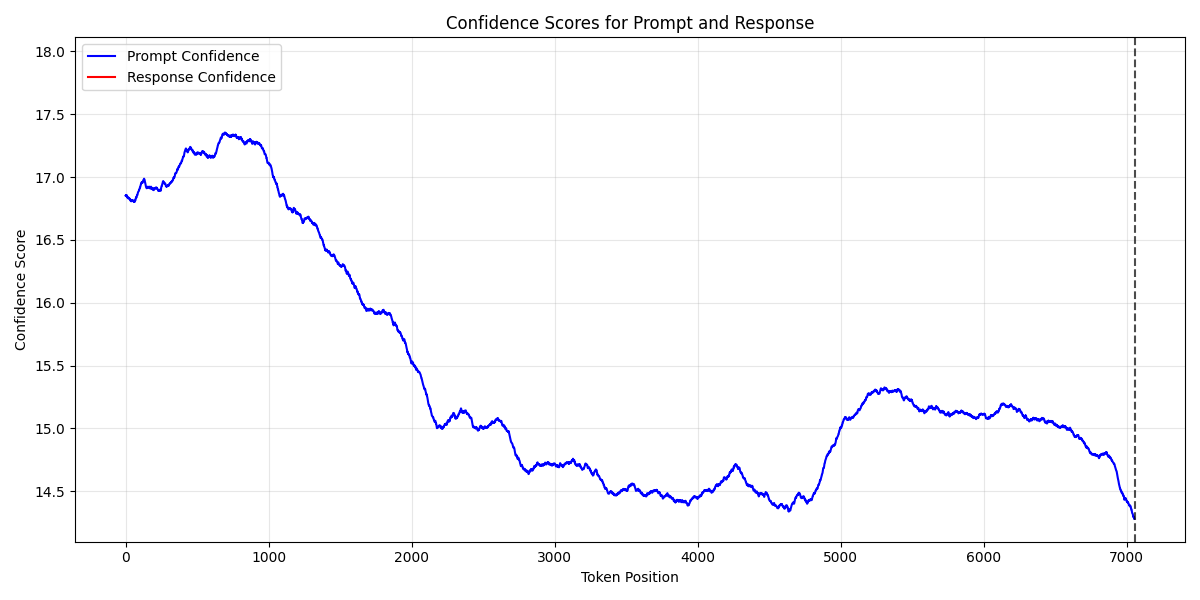 Confidence Scores for Prompt and Response
Prompt Confidence
Response Confidence
Confidence Score
18.0
17.5
17.0
16.5
16.0
15.5
15.0
14.5
0 1000 2000 3000 4000 5000 6000 7000
Token Position